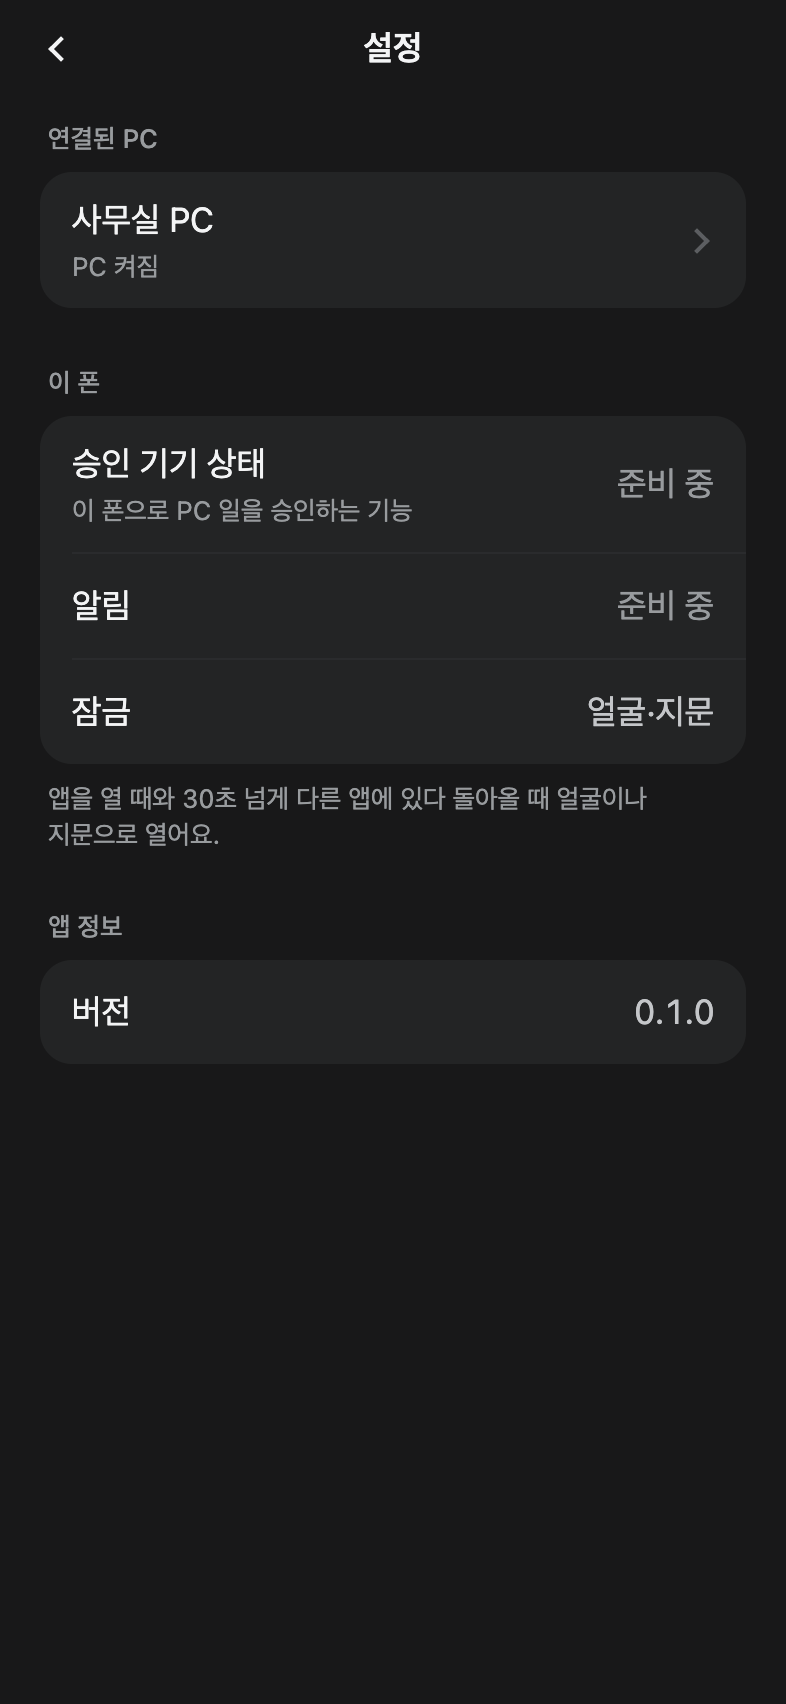 설정
연결된 PC
사무실 PC
PC 켜짐
이 폰
승인 기기 상태
준비 중
이 폰으로 PC 일을 승인하는 기능
알림
준비 중
잠금
얼굴·지문
앱을 열 때와 30초 넘게 다른 앱에 있다 돌아올 때 얼굴이나
지문으로 열어요.
앱 정보
버전
0.1.0